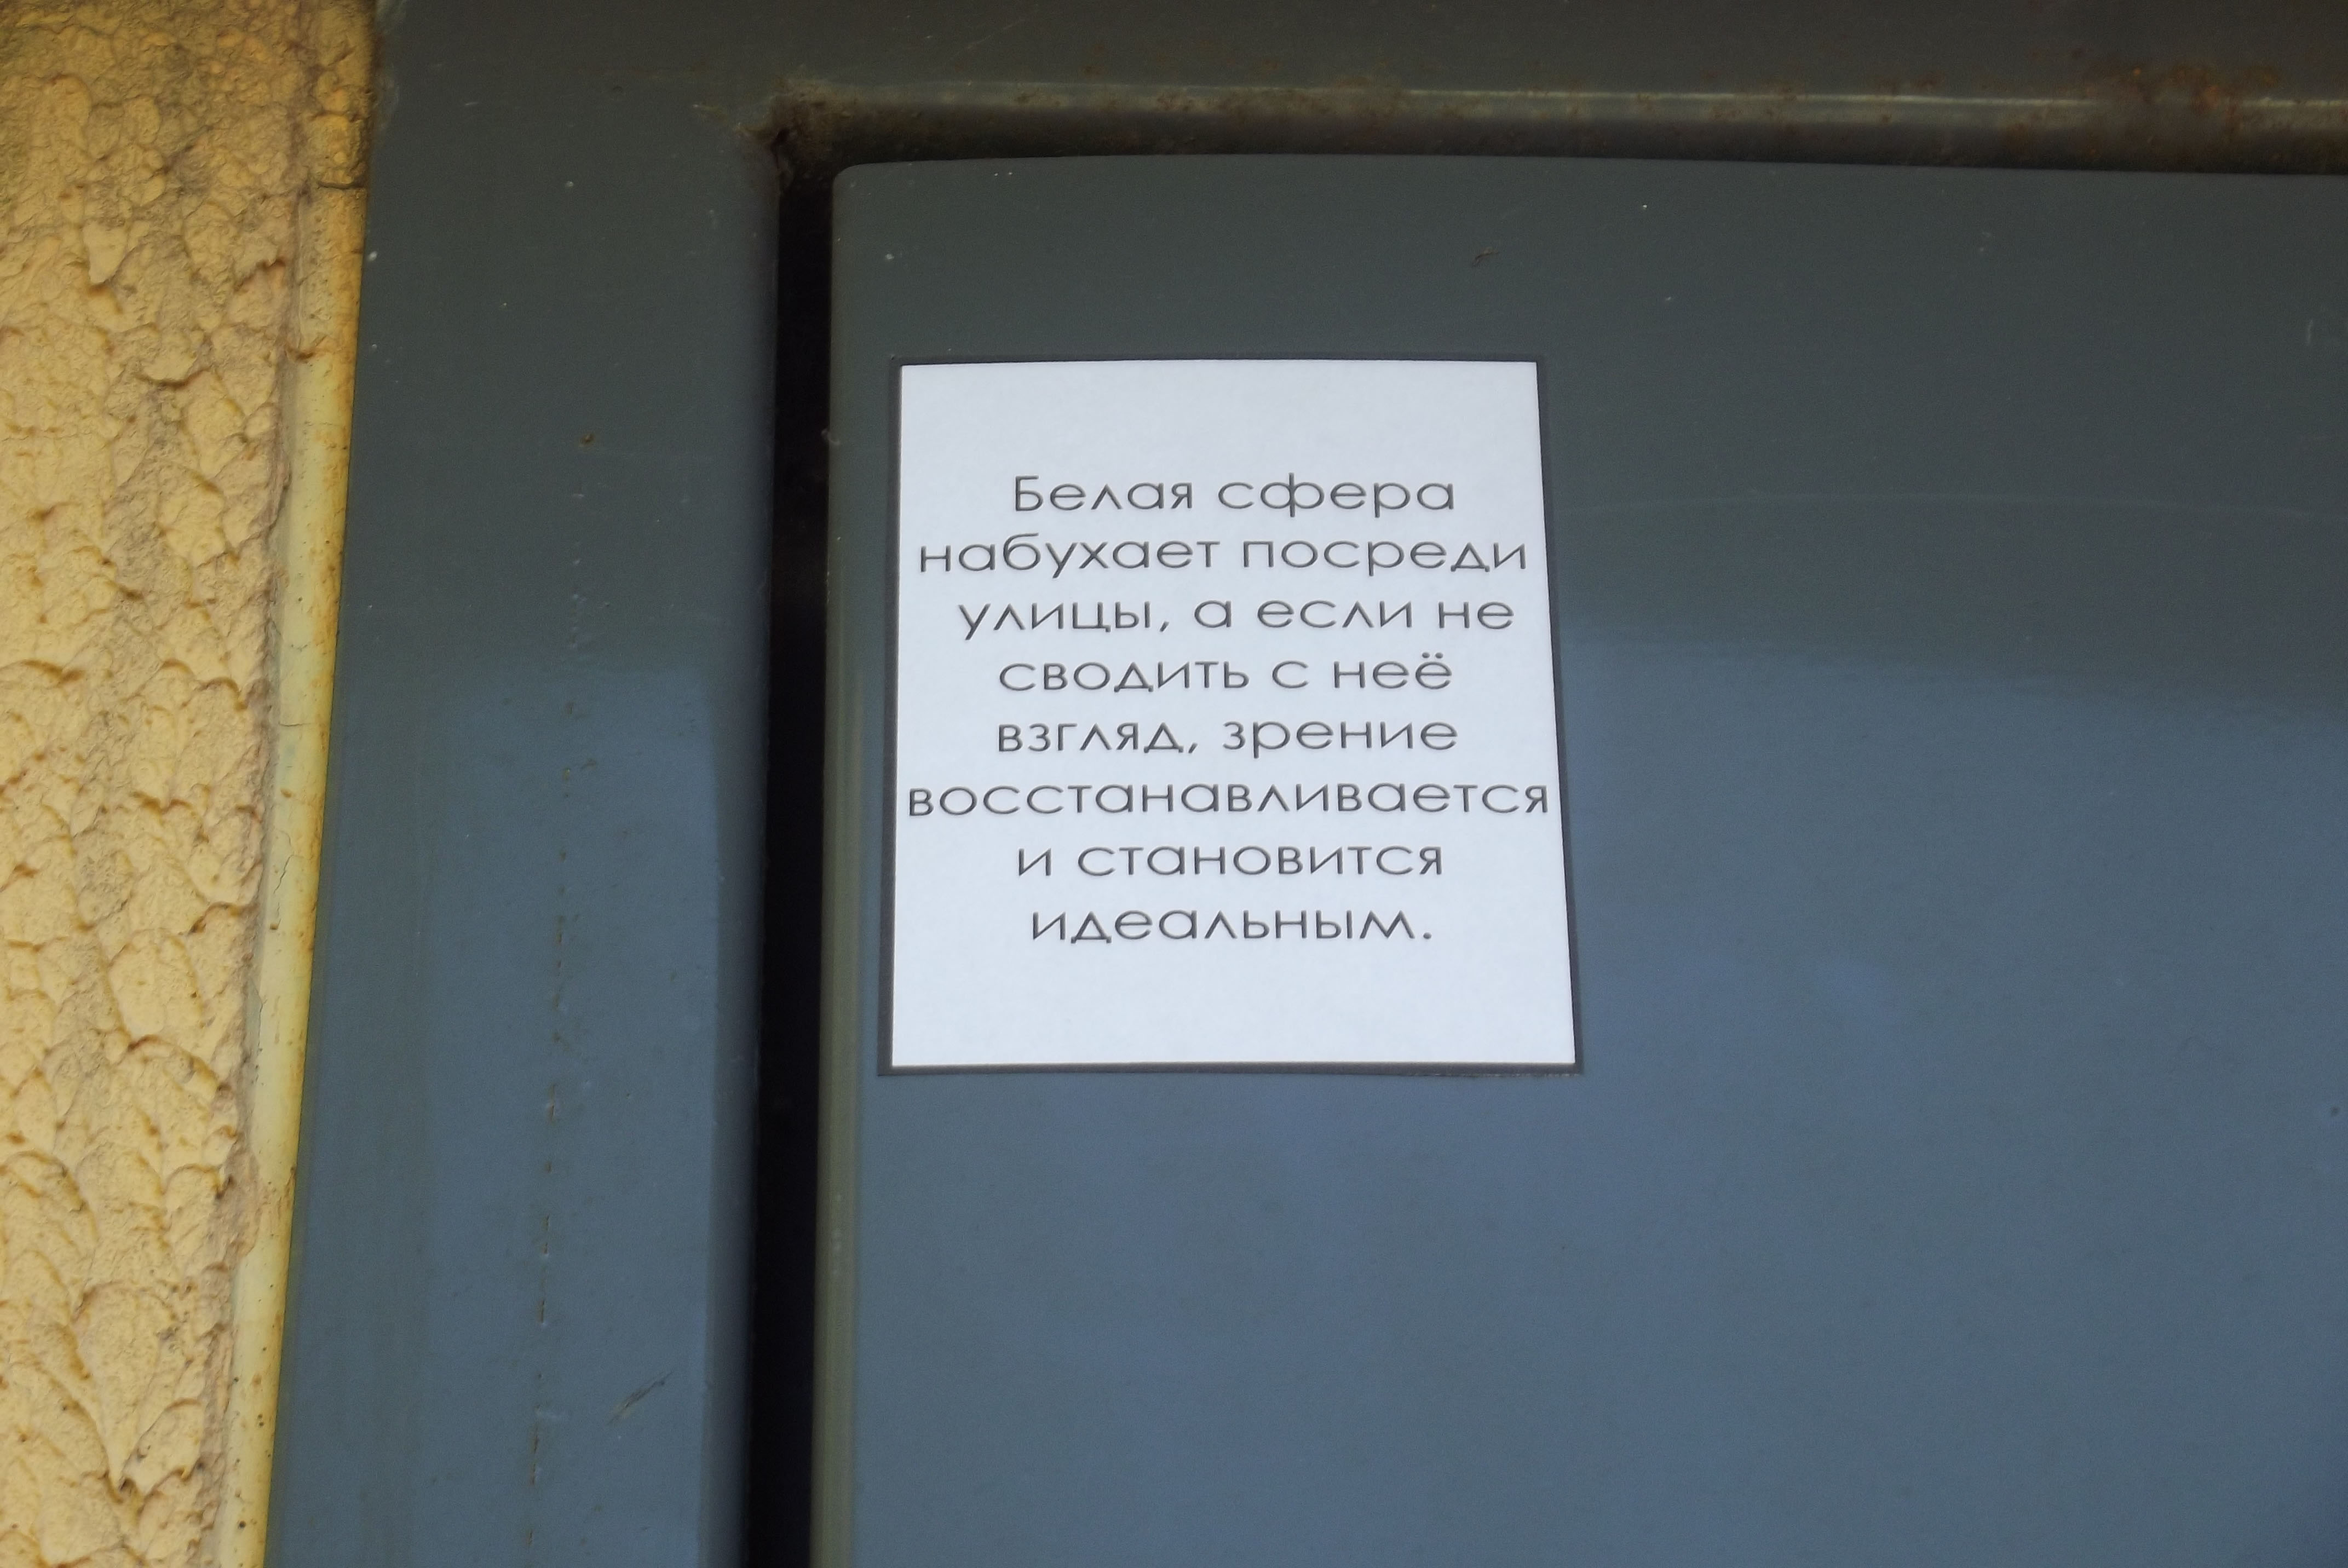 Белая сфера
набухает посреди
улицы, а если не
сводить с неё
взгляд, зрение
восстанавливается
и становится
идеальным.